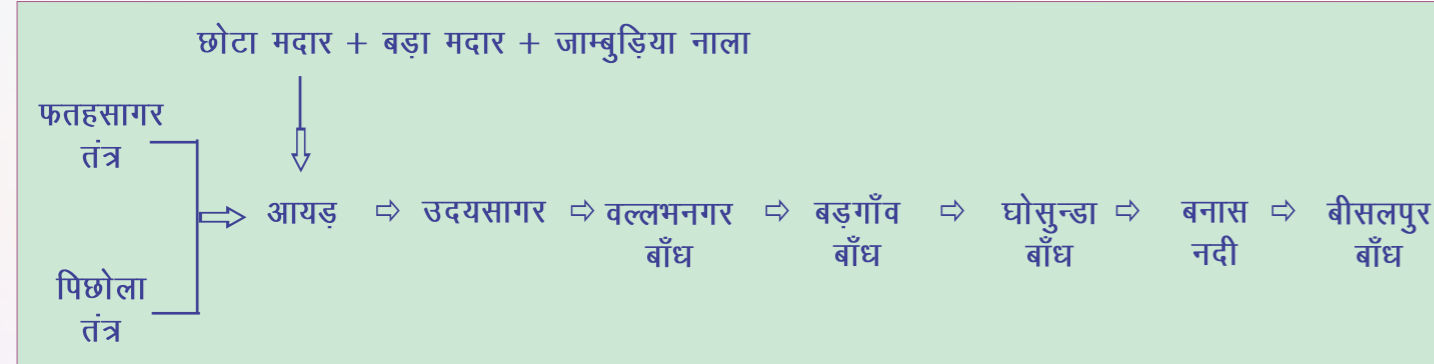 छोटा मदार + बड़ा मदार + जाम्बुड़िया नाला
फतहसागर
तंत्र
आयड़ ⇨ उदयसागर ⇨ वल्लभनगर ⇨ बड़गाँव ⇨ घोसुन्डा ⇨ बनास ⇨ बीसलपुर
बाँध बाँध बाँध नदी बाँध
पिछोला
तंत्र